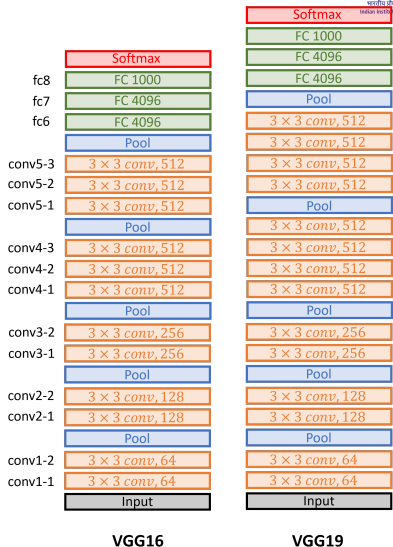 भारतीय प्रौ
Indian Institu
Softmax
fc8 FC 1000
fc7 FC 4096
fc6 FC 4096
Pool
conv5-3 3 × 3 conv, 512
conv5-2 3 × 3 conv, 512
conv5-1 3 × 3 conv, 512
Pool
conv4-3 3 × 3 conv, 512
conv4-2 3 × 3 conv, 512
conv4-1 3 × 3 conv, 512
Pool
conv3-2 3 × 3 conv, 256
conv3-1 3 × 3 conv, 256
Pool
conv2-2 3 × 3 conv, 128
conv2-1 3 × 3 conv, 128
Pool
conv1-2 3 × 3 conv, 64
conv1-1 3 × 3 conv, 64
Input
VGG16
Softmax
FC 1000
FC 4096
FC 4096
Pool
3 × 3 conv, 512
3 × 3 conv, 512
3 × 3 conv, 512
3 × 3 conv, 512
Pool
3 × 3 conv, 512
3 × 3 conv, 512
3 × 3 conv, 512
3 × 3 conv, 512
Pool
3 × 3 conv, 256
3 × 3 conv, 256
Pool
3 × 3 conv, 128
3 × 3 conv, 128
Pool
3 × 3 conv, 64
3 × 3 conv, 64
Input
VGG19